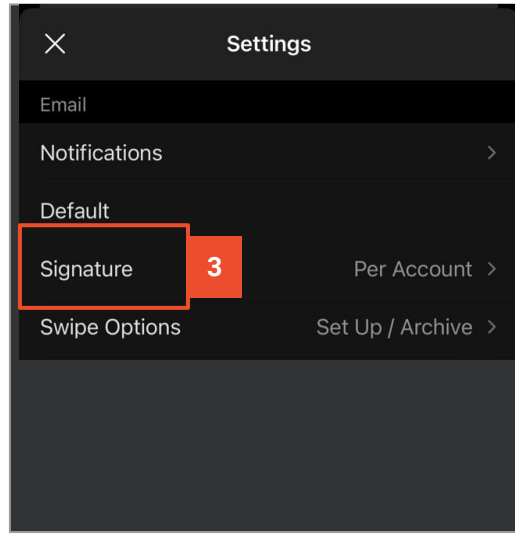 Settings
Email
Notifications
Default
Signature 3 Per Account
Swipe Options Set Up / Archive